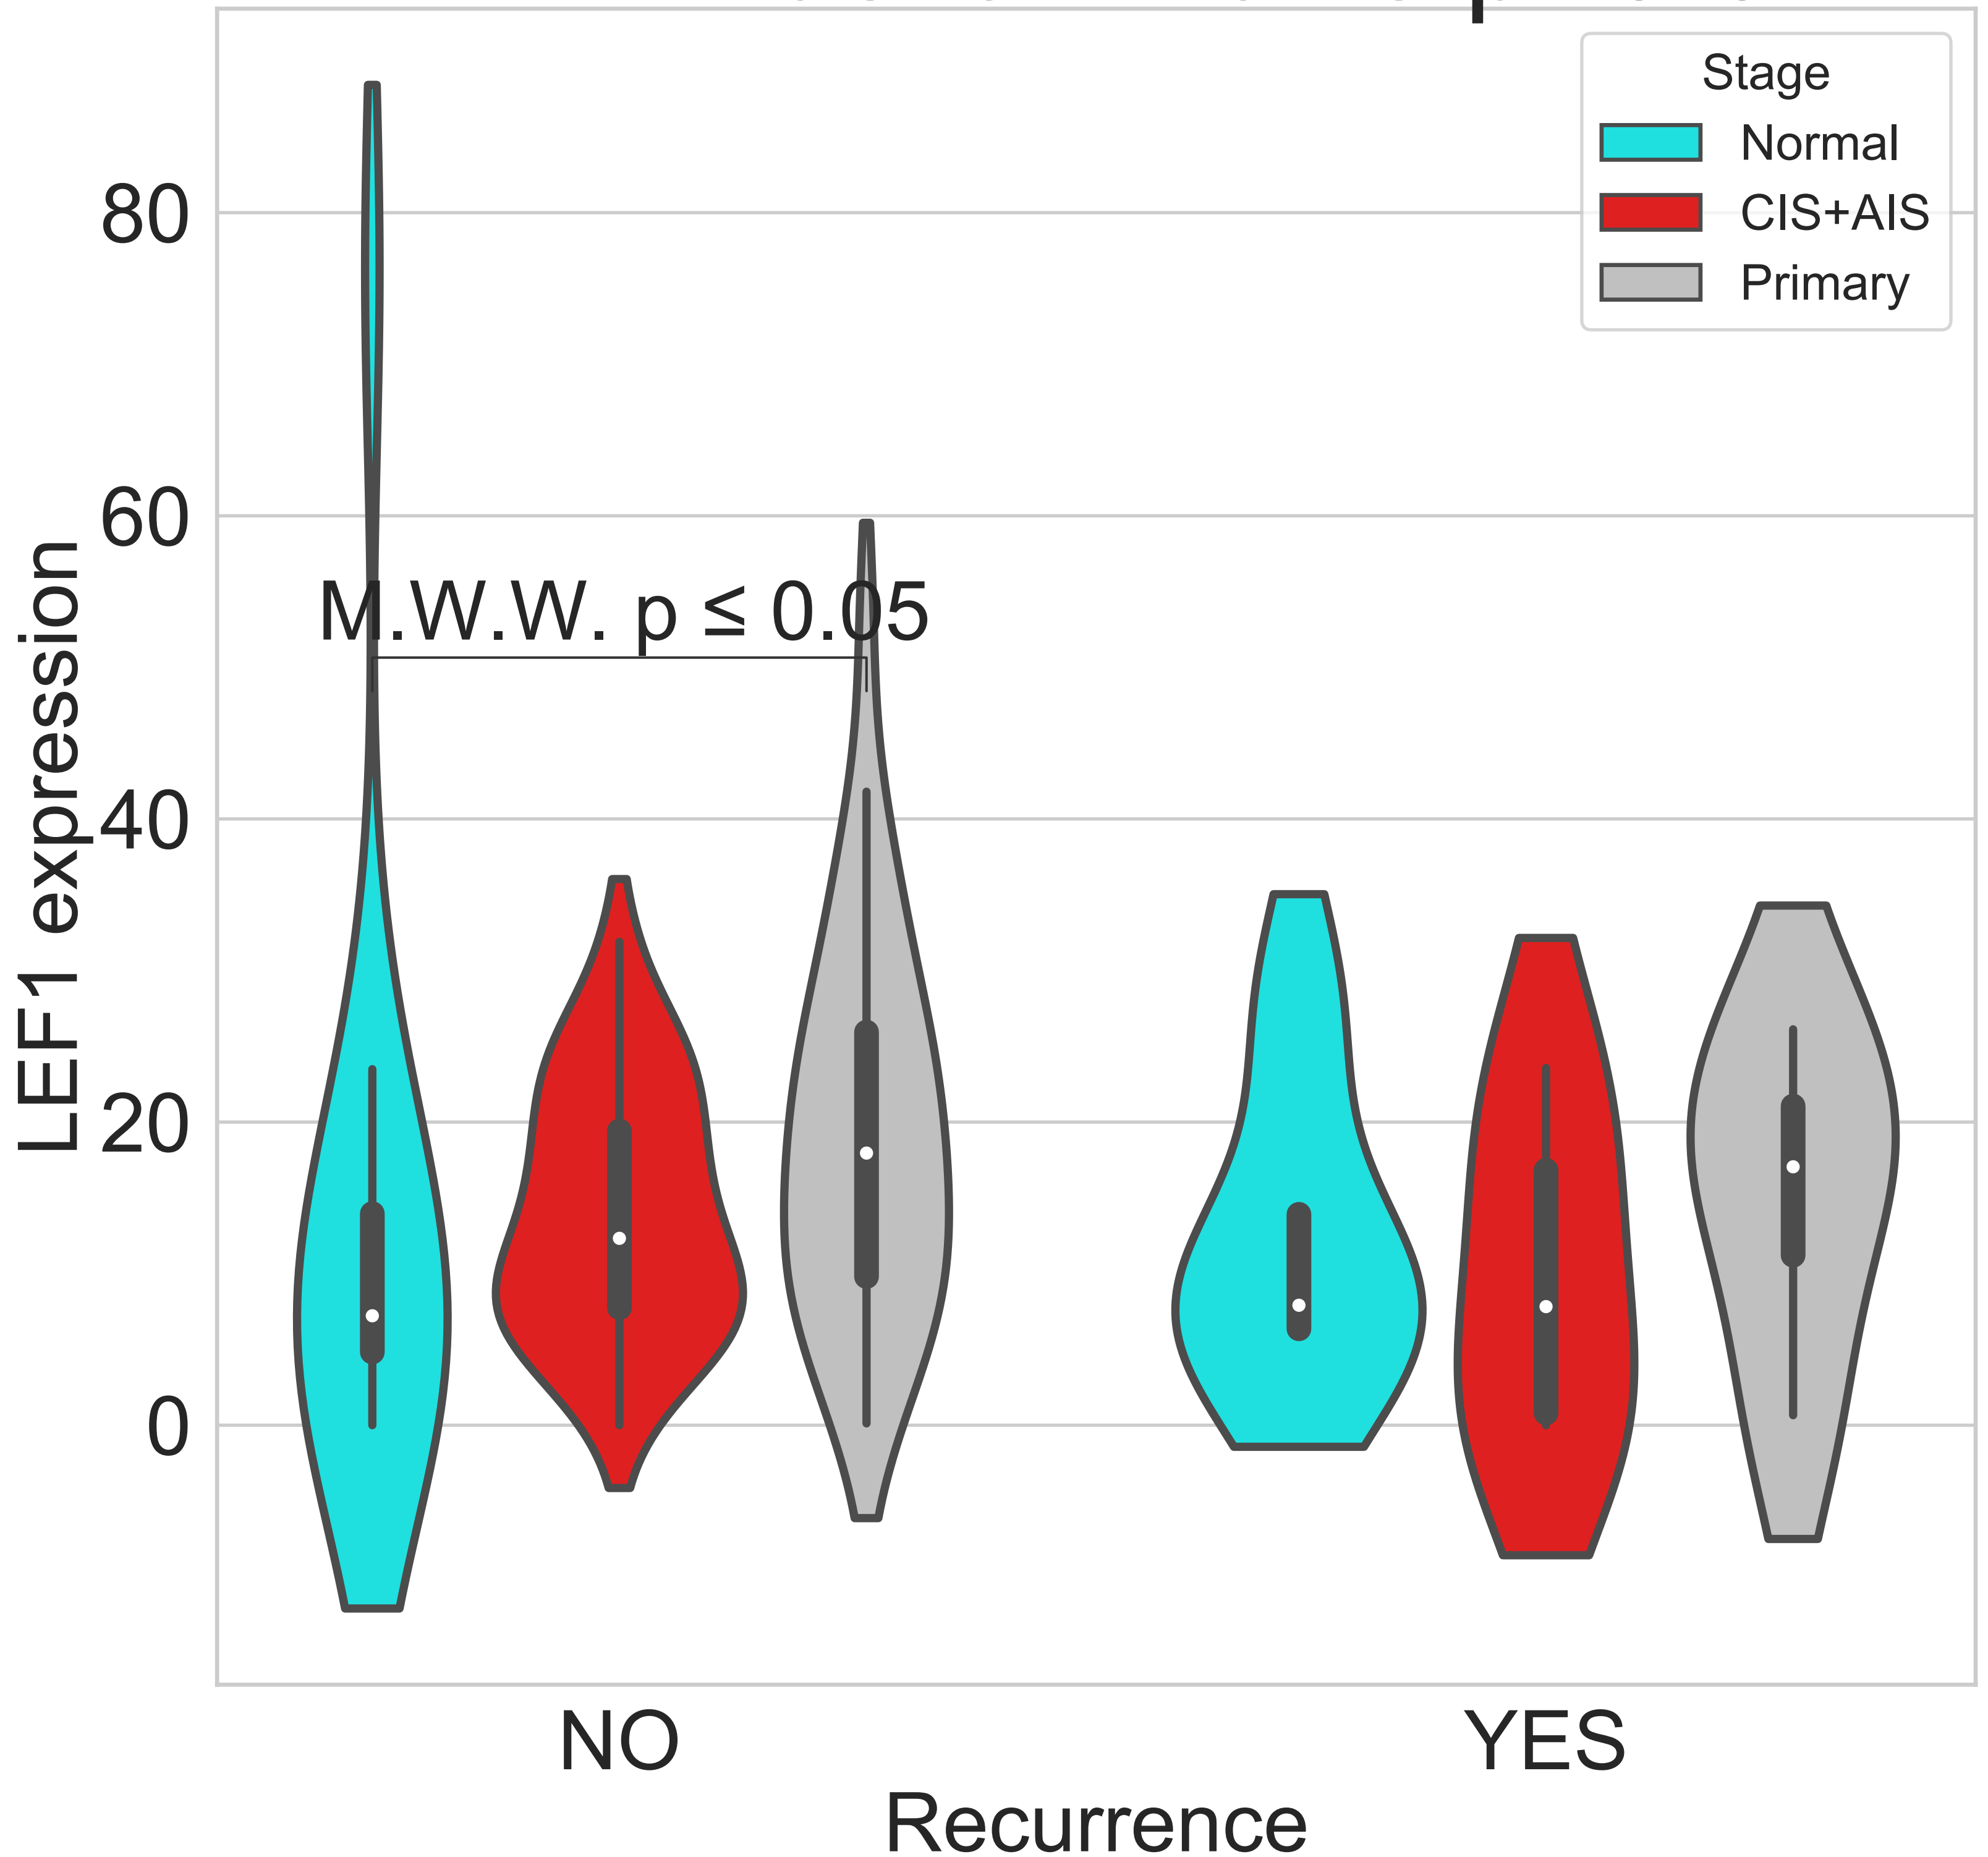 Stage
Normal
CIS+AIS
Primary
80
60
40
20
0
LEF1 expression
M.W.W. p ≤ 0.05
NO
YES
Recurrence